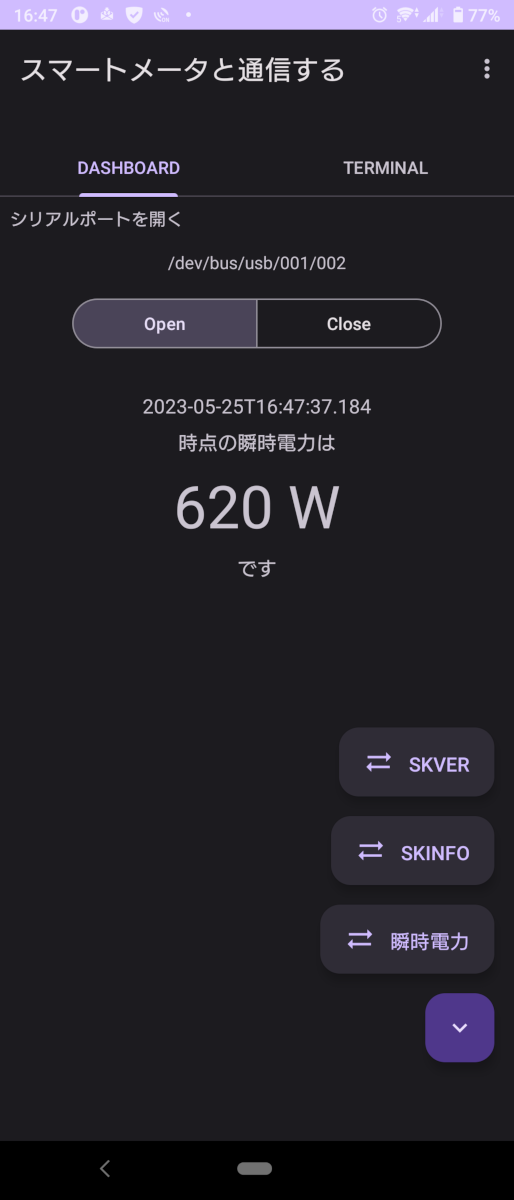 16:47
77%
スマートメータと通信する
DASHBOARD TERMINAL
シリアルポートを開く
/dev/bus/usb/001/002
Open Close
2023-05-25T16:47:37.184
時点の瞬時電力は
620 W
です
SKVER
SKINFO
瞬時電力